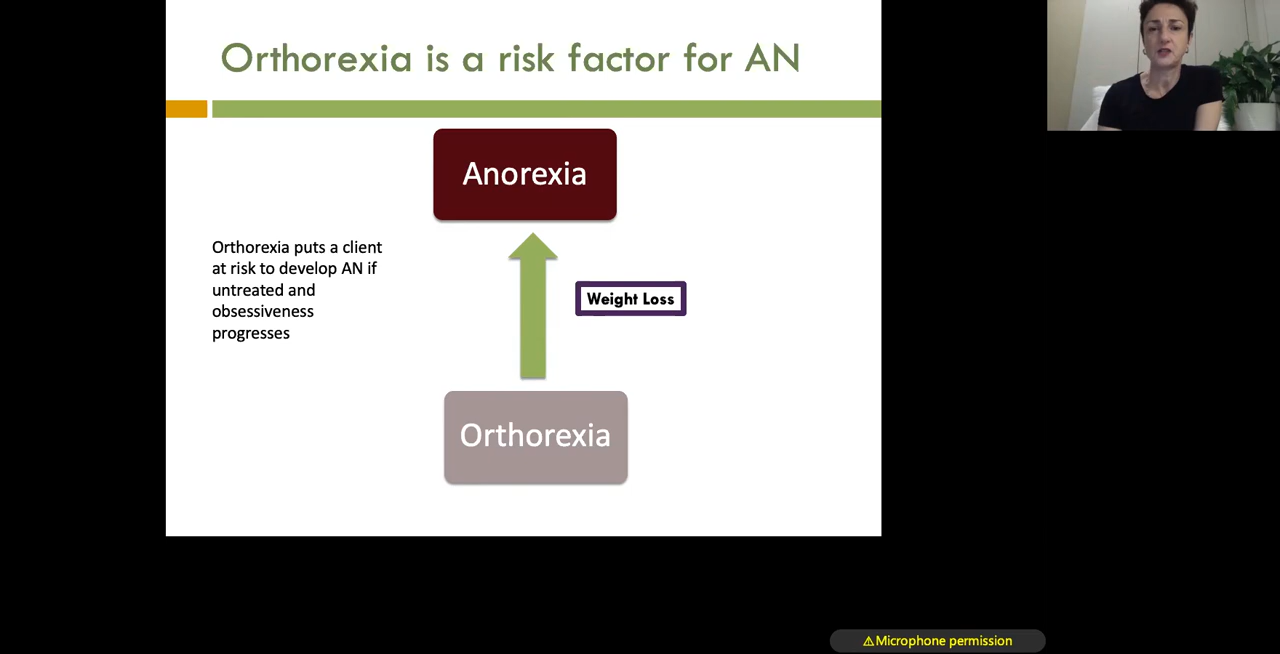 Orthorexia is a risk factor for AN
Anorexia
Orthorexia puts a client
at risk to develop AN if
untreated and
obsessiveness
progresses
Weight Loss
Orthorexia
⚠Microphone permission